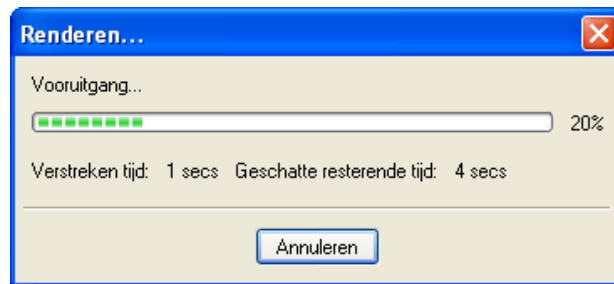 Renderen...
Vooruitgang...
20%
Verstreken tijd: 1 secs Geschatte resterende tijd: 4 secs
Annuleren